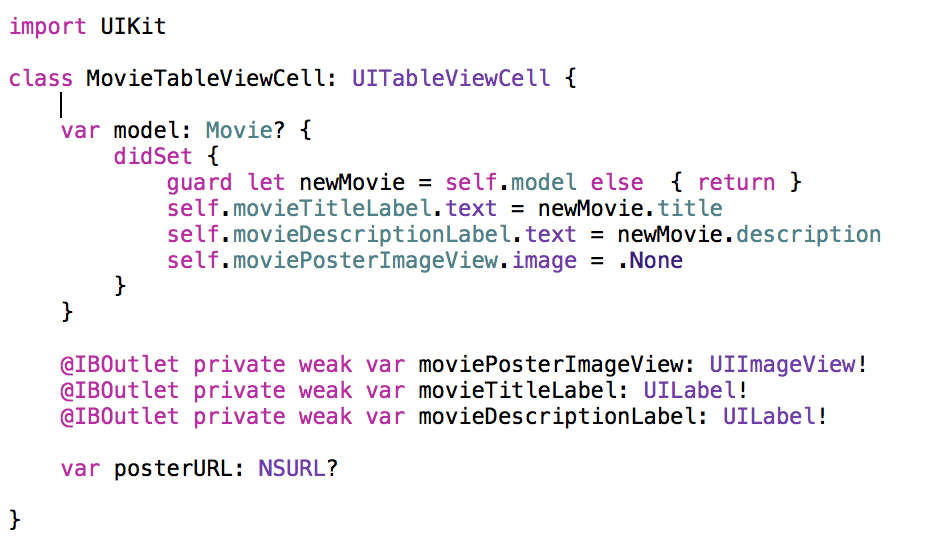 import UIKit
class MovieTableViewCell: UITableViewCell {
var model: Movie? {
didSet {
guard let newMovie = self.model else  { return }
self.movieTitleLabel.text = newMovie.title
self.movieDescriptionLabel.text = newMovie.description
self.moviePosterImageView.image = .None
}
}
@IBOutlet private weak var moviePosterImageView: UIImageView!
@IBOutlet private weak var movieTitleLabel: UILabel!
@IBOutlet private weak var movieDescriptionLabel: UILabel!
var posterURL: NSURL?
}